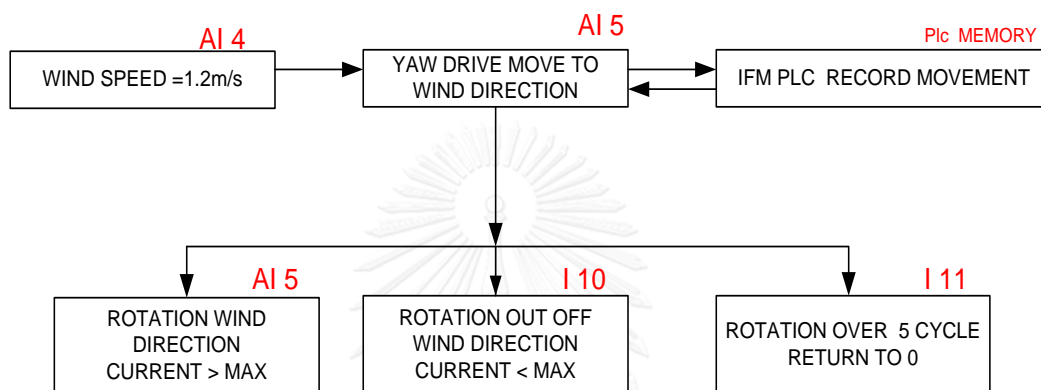 AI 4
WIND SPEED =1.2m/s
AI 5
YAW DRIVE MOVE TO
WIND DIRECTION
Plc MEMORY
IFM PLC RECORD MOVEMENT
AI 5
ROTATION WIND
DIRECTION
CURRENT > MAX
I 10
ROTATION OUT OFF
WIND DIRECTION
CURRENT < MAX
I 11
ROTATION OVER 5 CYCLE
RETURN TO 0